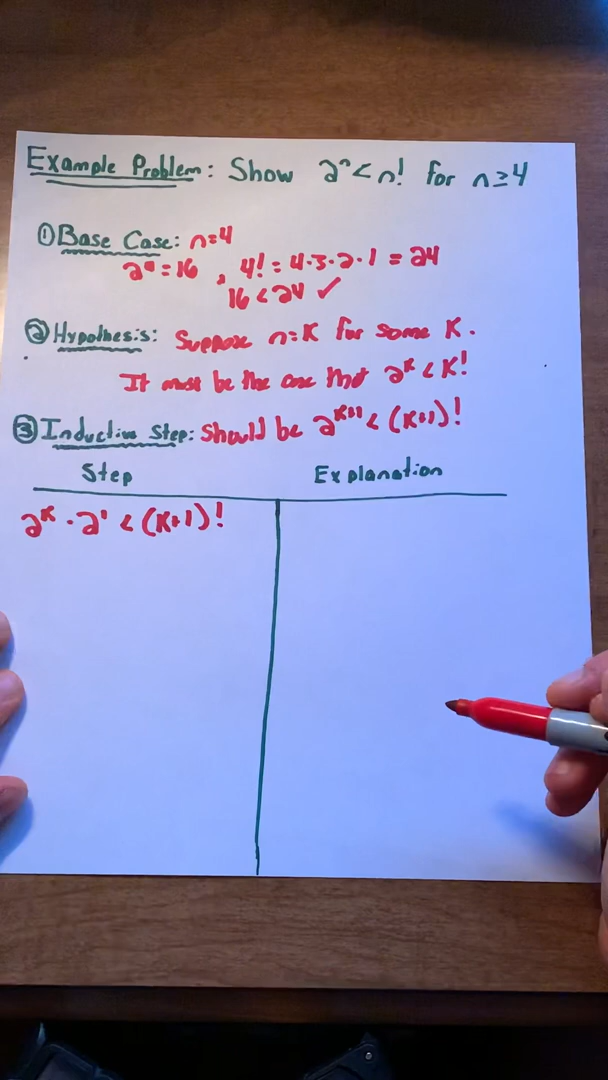 Example Problem: Show 2ⁿ < n! for n ≥ 4
① Base Case: n=4
2⁴ = 16 , 4! = 4·3·2·1 = 24
16 < 24 ✓
② Hypothesis: Suppose n=K for some K.
It must be the case that 2ᴷ < K!
③ Inductive Step: Should be 2ᴷ⁺¹ < (K+1)!
Step Explanation
2ᴷ · 2¹ < (K+1)!